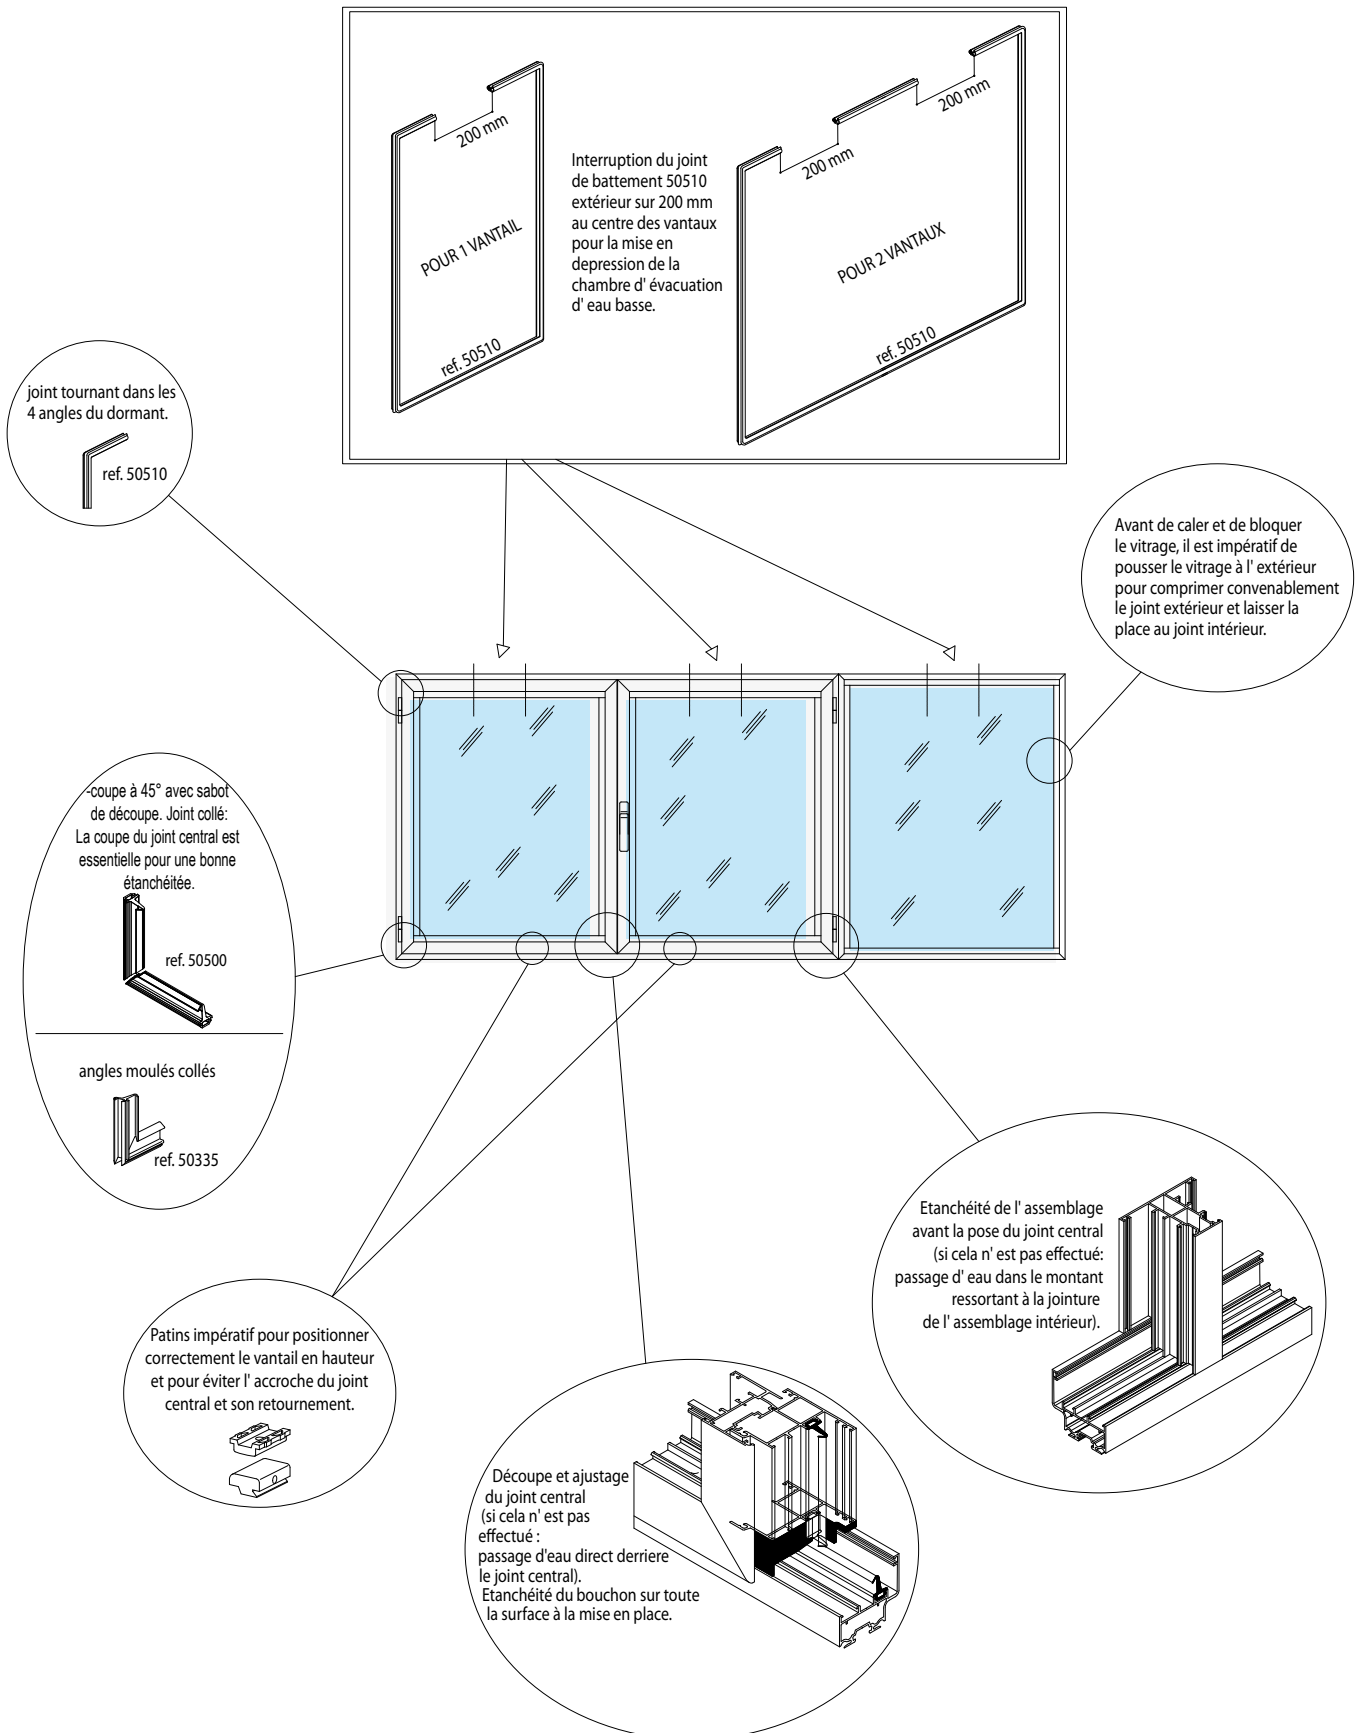 200 mm
POUR 1 VANTAIL
ref. 50510
Interruption du joint
de battement 50510
extérieur sur 200 mm
au centre des vantaux
pour la mise en
depression de la
chambre d' évacuation
d' eau basse.
200 mm
200 mm
POUR 2 VANTAUX
ref. 50510
joint tournant dans les
4 angles du dormant.
ref. 50510
Avant de caler et de bloquer
le vitrage, il est impératif de
pousser le vitrage à l' extérieur
pour comprimer convenablement
le joint extérieur et laisser la
place au joint intérieur.
-coupe à 45° avec sabot
de découpe. Joint collé:
La coupe du joint central est
essentielle pour une bonne
étanchéitée.
ref. 50500
angles moulés collés
ref. 50335
Etanchéité de l' assemblage
avant la pose du joint central
(si cela n' est pas effectué:
passage d' eau dans le montant
ressortant à la jointure
de l' assemblage intérieur).
Patins impératif pour positionner
correctement le vantail en hauteur
et pour éviter l' accroche du joint
central et son retournement.
Découpe et ajustage
du joint central
(si cela n' est pas
effectué :
passage d'eau direct derriere
le joint central).
Etanchéité du bouchon sur toute
la surface à la mise en place.